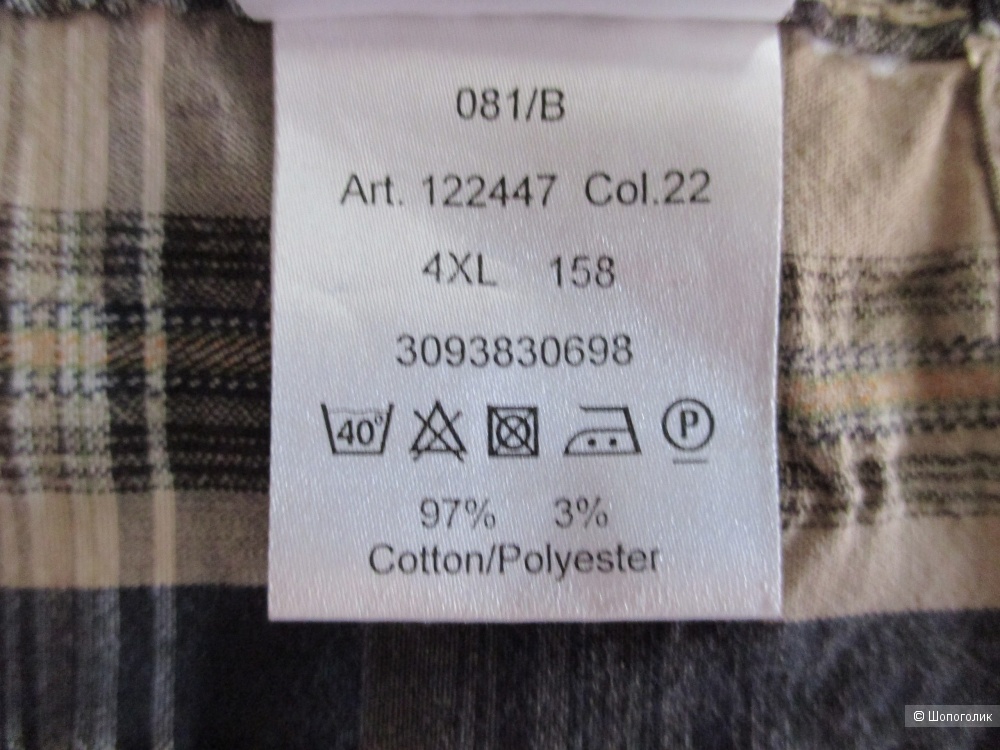 081/B
Art. 122447 Col.22
4XL 158
3093830698
40° P
97% 3%
Cotton/Polyester
© Шопоголик